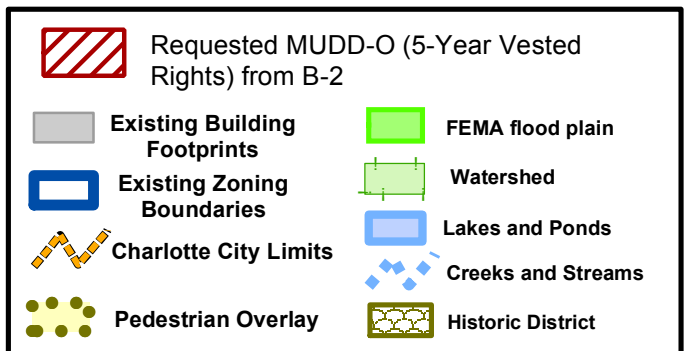 Requested MUDD-O (5-Year Vested
Rights) from B-2
Existing Building
Footprints
Existing Zoning
Boundaries
Charlotte City Limits
Pedestrian Overlay
FEMA flood plain
Watershed
Lakes and Ponds
Creeks and Streams
Historic District